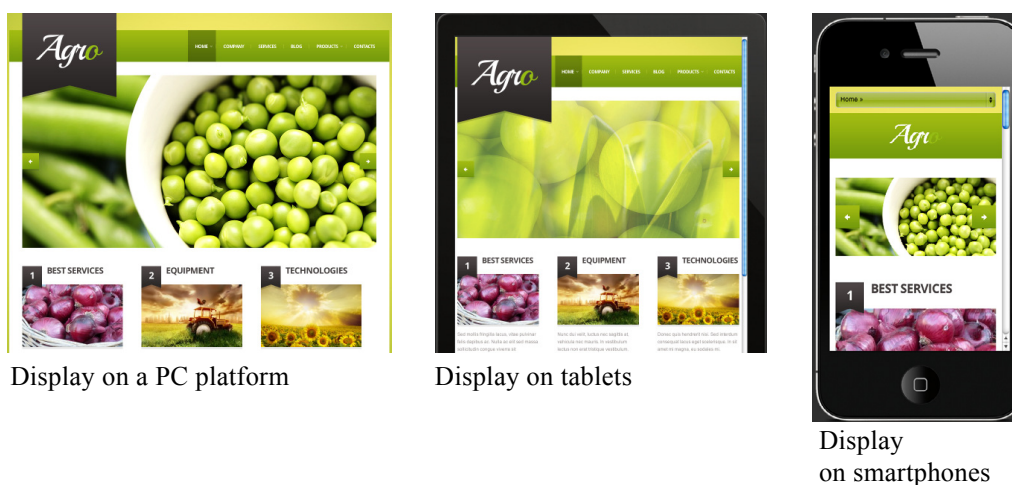 Agro
HOME COMPANY SERVICES BLOG PRODUCTS CONTACTS
1 BEST SERVICES
2 EQUIPMENT
3 TECHNOLOGIES
Display on a PC platform
Agro
HOME COMPANY SERVICES BLOG PRODUCTS CONTACTS
1 BEST SERVICES
2 EQUIPMENT
3 TECHNOLOGIES
Display on tablets
Home »
Agro
1 BEST SERVICES
Display
on smartphones